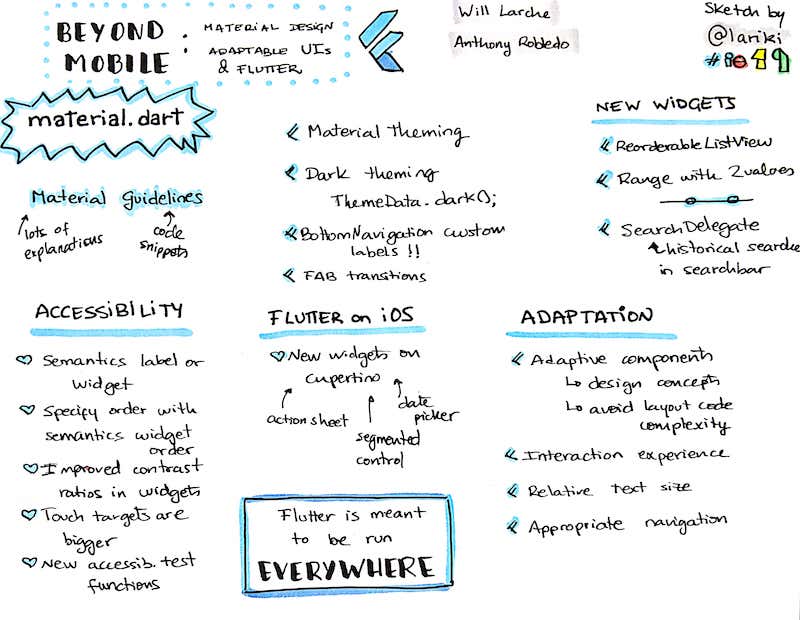 BEYOND
MOBILE
MATERIAL DESIGN
ADAPTABLE UIs
& FLUTTER
Will Larche
Anthony Robledo
Sketch by
@lariki
#io19
material.dart
Material Guidelines
lots of
explanations
code
snippets
Material theming
Dark theming
ThemeData.dark();
BottomNavigation custom
labels !!
FAB transitions
NEW WIDGETS
ReorderableListView
Range with 2 values
SearchDelegate
historical searche
in searchbar
ACCESSIBILITY
Semantics label or
widget
Specify order with
semantics widget
order
Improved contrast
ratios in widgets
Touch targets are
bigger
New accessib. test
functions
FLUTTER on iOS
New widgets on
Cupertino
action sheet
segmented
control
date
picker
Flutter is meant
to be run
EVERYWHERE
ADAPTATION
Adaptive components
design concepts
avoid layout code
complexity
Interaction experience
Relative text size
Appropriate navigation